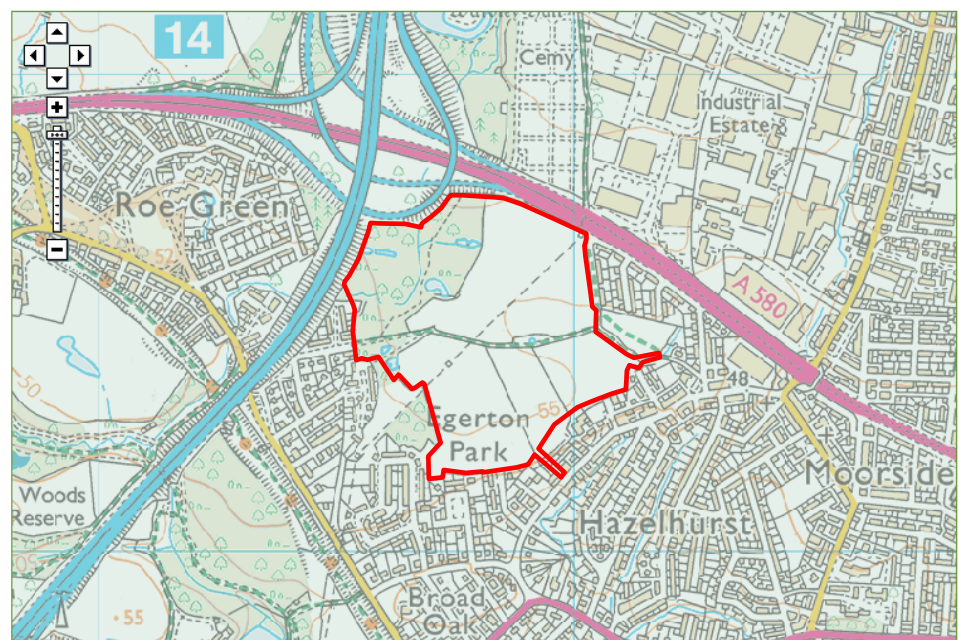 14
Cemy
Industrial
Estate
Sc
Roe Green
52
A 580
50
48
55
Egerton
Park
Moorside
Woods
Reserve
Hazelhurst
Broad
Oak
55